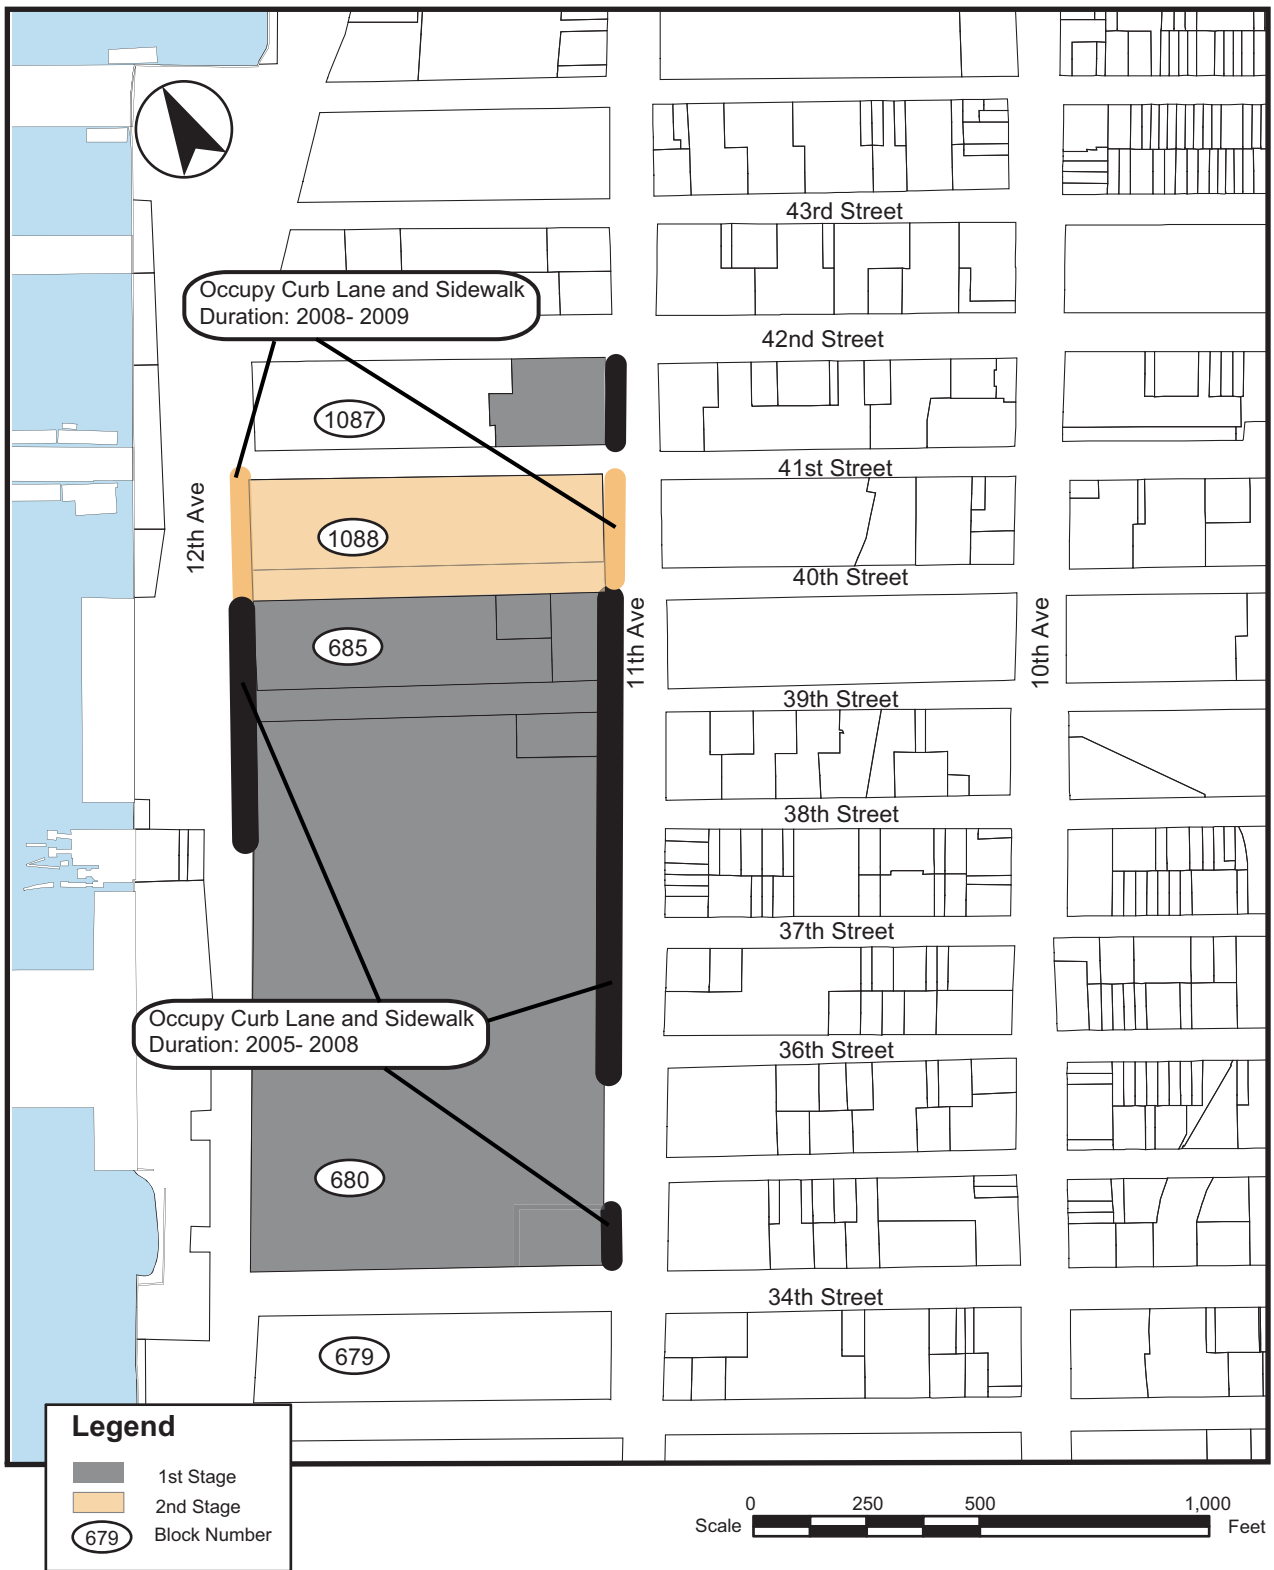 43rd Street
Occupy Curb Lane and Sidewalk
Duration: 2008- 2009
42nd Street
1087
41st Street
12th Ave
1088
40th Street
685
11th Ave
10th Ave
39th Street
38th Street
37th Street
Occupy Curb Lane and Sidewalk
Duration: 2005- 2008
36th Street
680
34th Street
679
Legend
1st Stage
2nd Stage
679 Block Number
0 250 500 1,000
Scale Feet